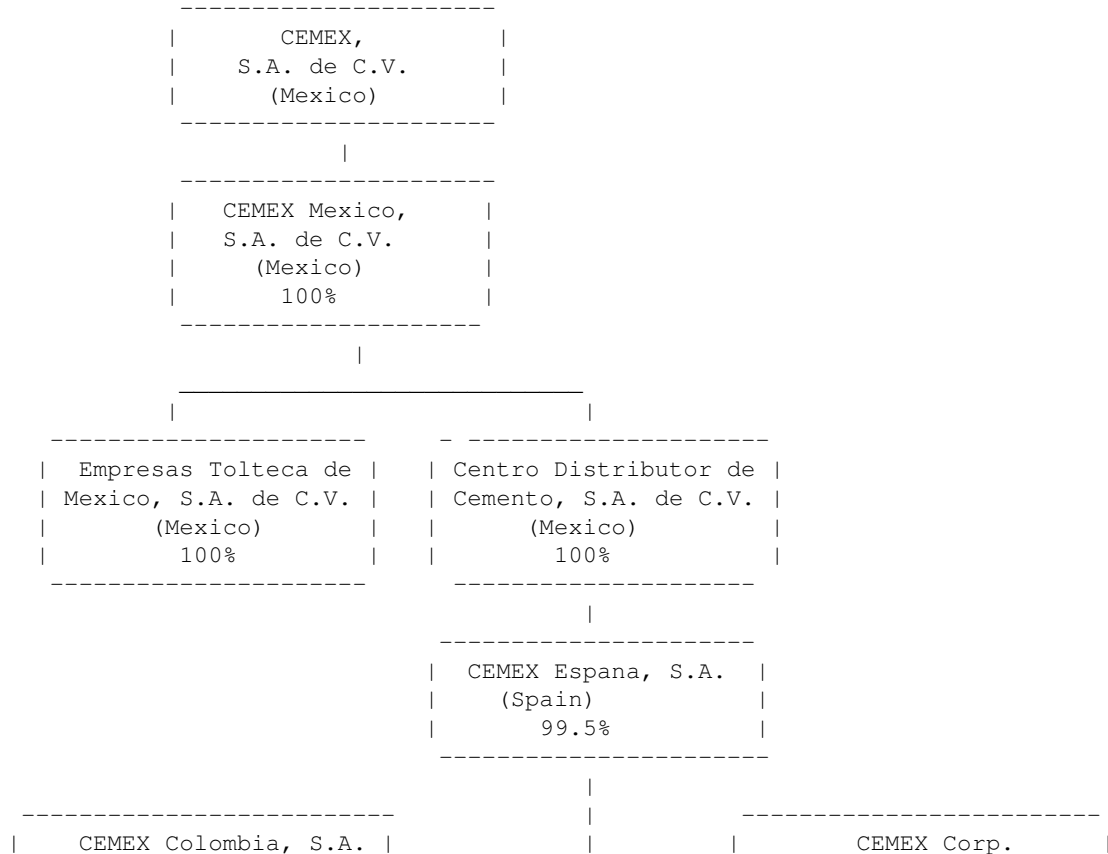 CEMEX,
S.A. de C.V.
(Mexico)
CEMEX Mexico,
S.A. de C.V.
(Mexico)
100%
Empresas Tolteca de
Mexico, S.A. de C.V.
(Mexico)
100%
Centro Distributor de
Cemento, S.A. de C.V.
(Mexico)
100%
CEMEX Espana, S.A.
(Spain)
99.5%
CEMEX Colombia, S.A.
CEMEX Corp.